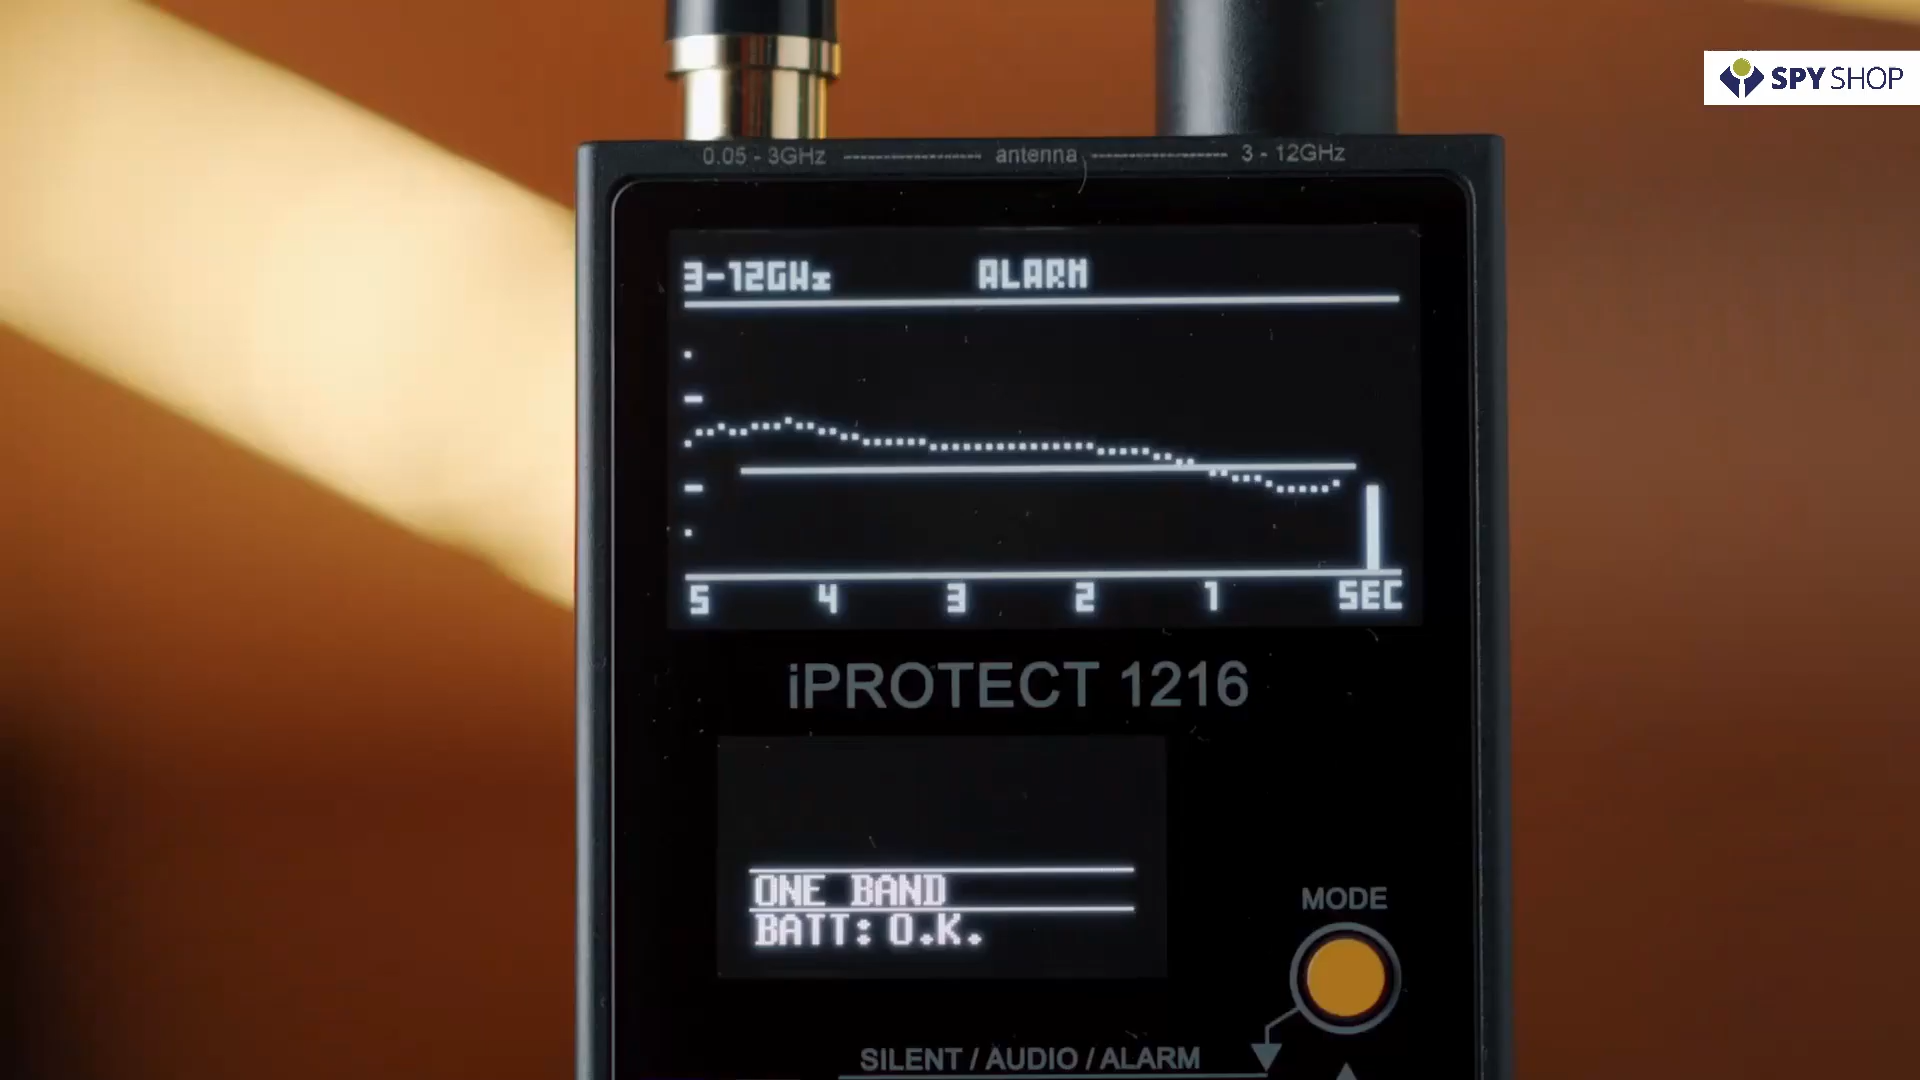 SPY SHOP
0.05 - 3GHz antenna 3 - 12GHz
3-12GHz ALARM
5 4 3 2 1 SEC
iPROTECT 1216
ONE BAND
BATT: O.K.
MODE
SILENT / AUDIO / ALARM